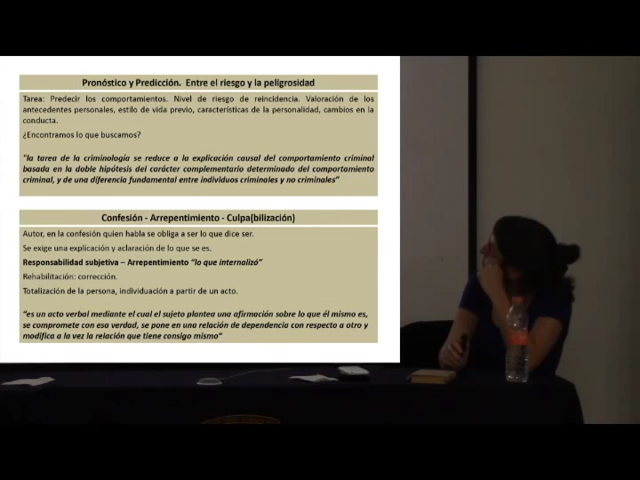 Pronóstico y Predicción. Entre el riesgo y la peligrosidad
Tarea: Predecir los comportamientos. Nivel de riesgo de reincidencia. Valoración de los
antecedentes personales, estilo de vida previo, características de la personalidad, cambios en la
conducta.
¿Encontramos lo que buscamos?
"la tarea de la criminología se reduce a la explicación causal del comportamiento criminal
basada en la doble hipótesis del carácter complementario determinado del comportamiento
criminal, y de una diferencia fundamental entre individuos criminales y no criminales"
Confesión - Arrepentimiento - Culpa(bilización)
Autor, en la confesión quien habla se obliga a ser lo que dice ser.
Se exige una explicación y aclaración de lo que se es.
Responsabilidad subjetiva – Arrepentimiento "lo que internalizó"
Rehabilitación: corrección.
Totalización de la persona, individuación a partir de un acto.
"es un acto verbal mediante el cual el sujeto plantea una afirmación sobre lo que él mismo es,
se compromete con esa verdad, se pone en una relación de dependencia con respecto a otro y
modifica a la vez la relación que tiene consigo mismo"